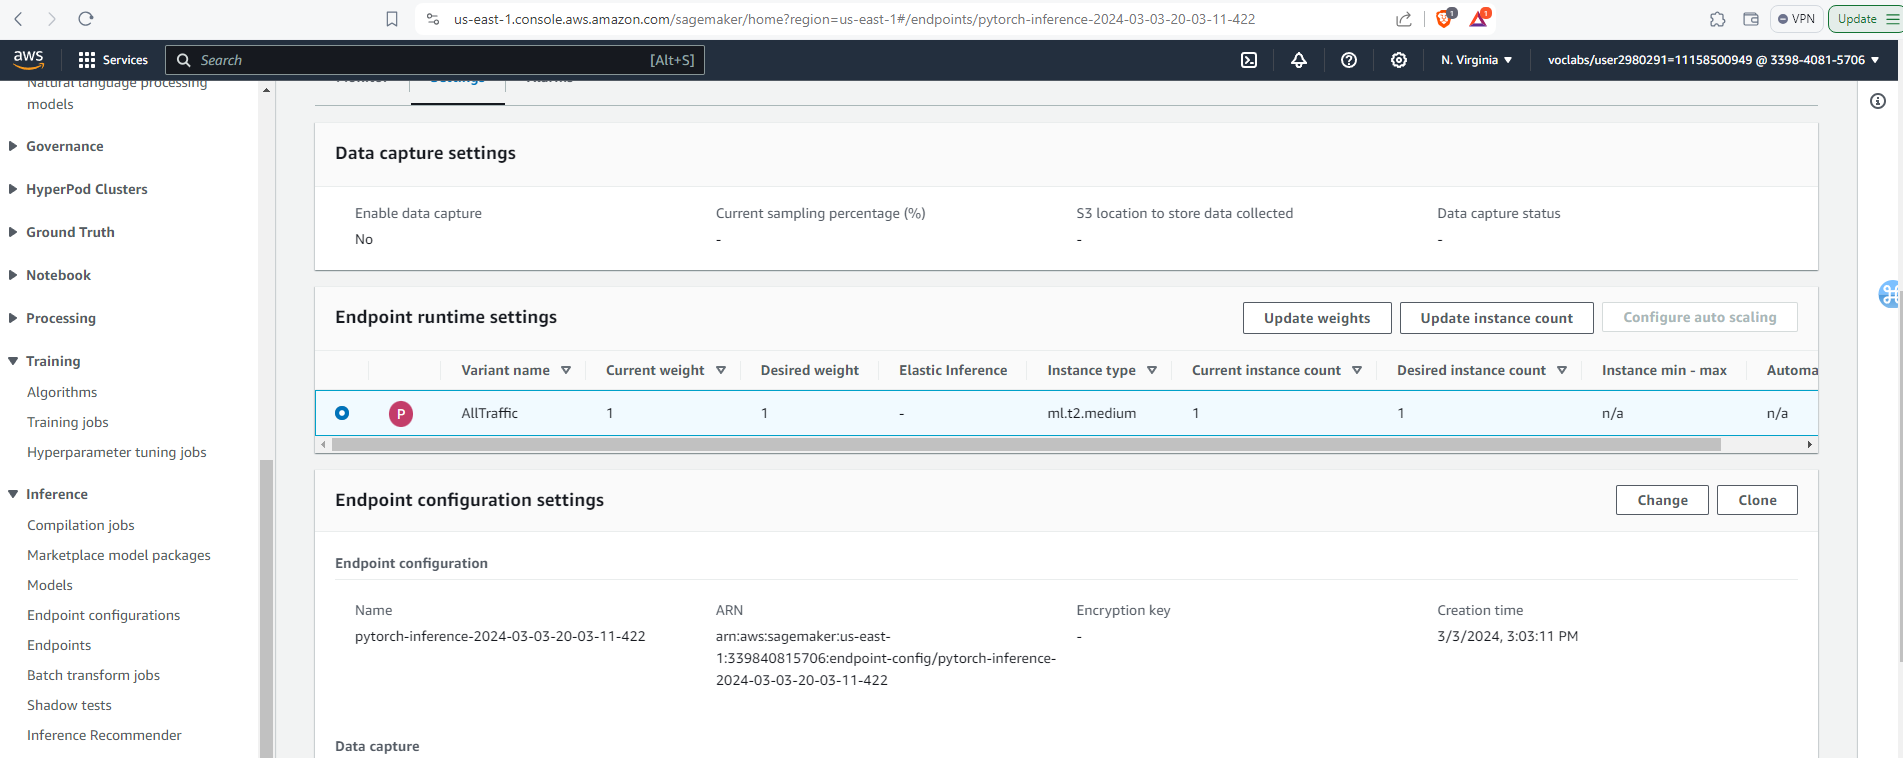 us-east-1.console.aws.amazon.com/sagemaker/home?region=us-east-1#/endpoints/pytorch-inference-2024-03-03-20-03-11-422
1
1
VPN
Update
aws
Services
Search
[Alt+S]
N. Virginia
voclabs/user2980291=11158500949 @ 3398-4081-5706
Natural language processing
models
Governance
HyperPod Clusters
Ground Truth
Notebook
Processing
Training
Algorithms
Training jobs
Hyperparameter tuning jobs
Inference
Compilation jobs
Marketplace model packages
Models
Endpoint configurations
Endpoints
Batch transform jobs
Shadow tests
Inference Recommender
Monitor Settings Alarms
Data capture settings
Enable data capture
No
Current sampling percentage (%)
-
S3 location to store data collected
-
Data capture status
-
Endpoint runtime settings
Update weights
Update instance count
Configure auto scaling
Variant name Current weight Desired weight Elastic Inference Instance type Current instance count Desired instance count Instance min - max Automa
P AllTraffic 1 1 - ml.t2.medium 1 1 n/a n/a
Endpoint configuration settings
Change
Clone
Endpoint configuration
Name
pytorch-inference-2024-03-03-20-03-11-422
ARN
arn:aws:sagemaker:us-east-
1:339840815706:endpoint-config/pytorch-inference-
2024-03-03-20-03-11-422
Encryption key
-
Creation time
3/3/2024, 3:03:11 PM
Data capture